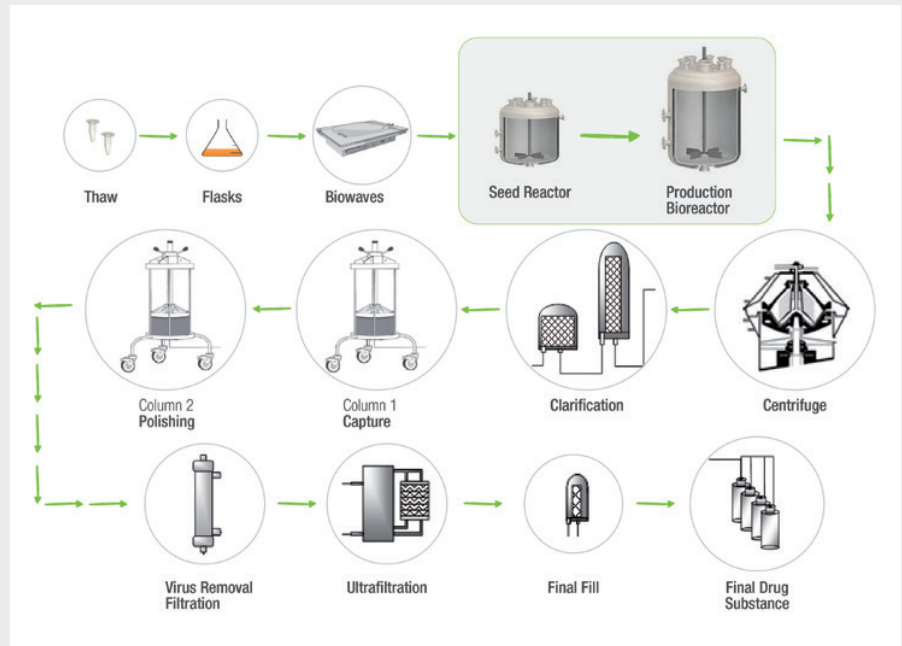 Thaw
Flasks
Biowaves
Seed Reactor
Production
Bioreactor
Column 2
Polishing
Column 1
Capture
Clarification
Centrifuge
Virus Removal
Filtration
Ultrafiltration
Final Fill
Final Drug
Substance